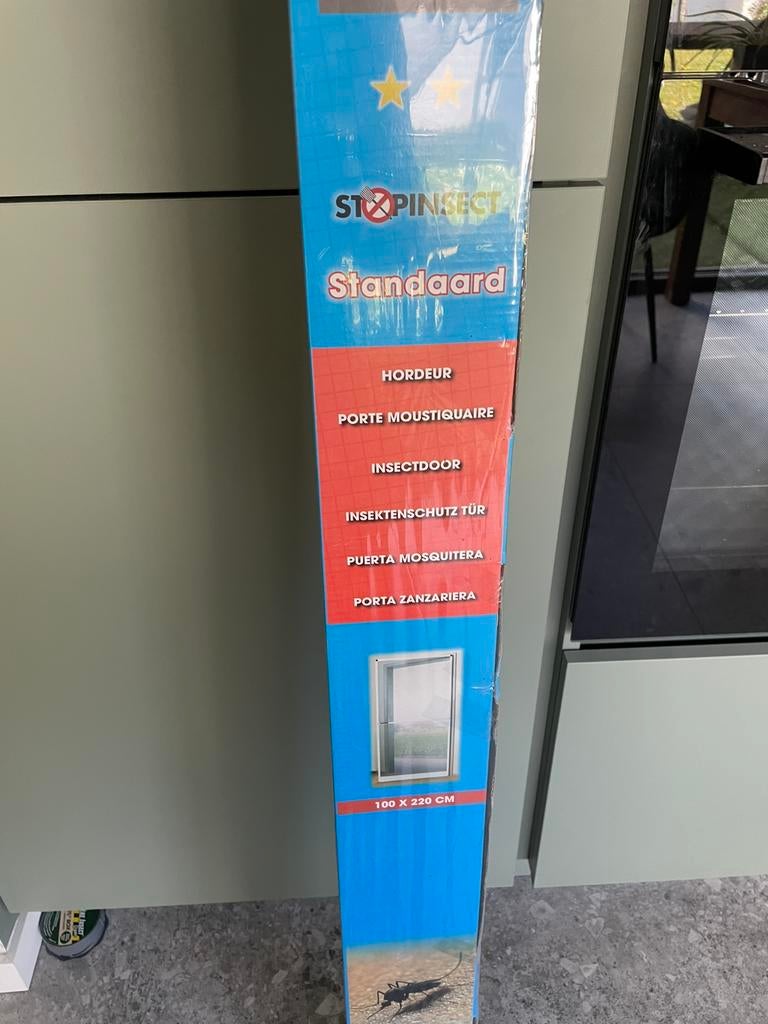 STOPINSECT
Standaard
HORDEUR
PORTE MOUSTIQUAIRE
INSECTDOOR
INSEKTENSCHUTZ TÜR
PUERTA MOSQUITERA
PORTA ZANZARIERA
100 X 220 CM